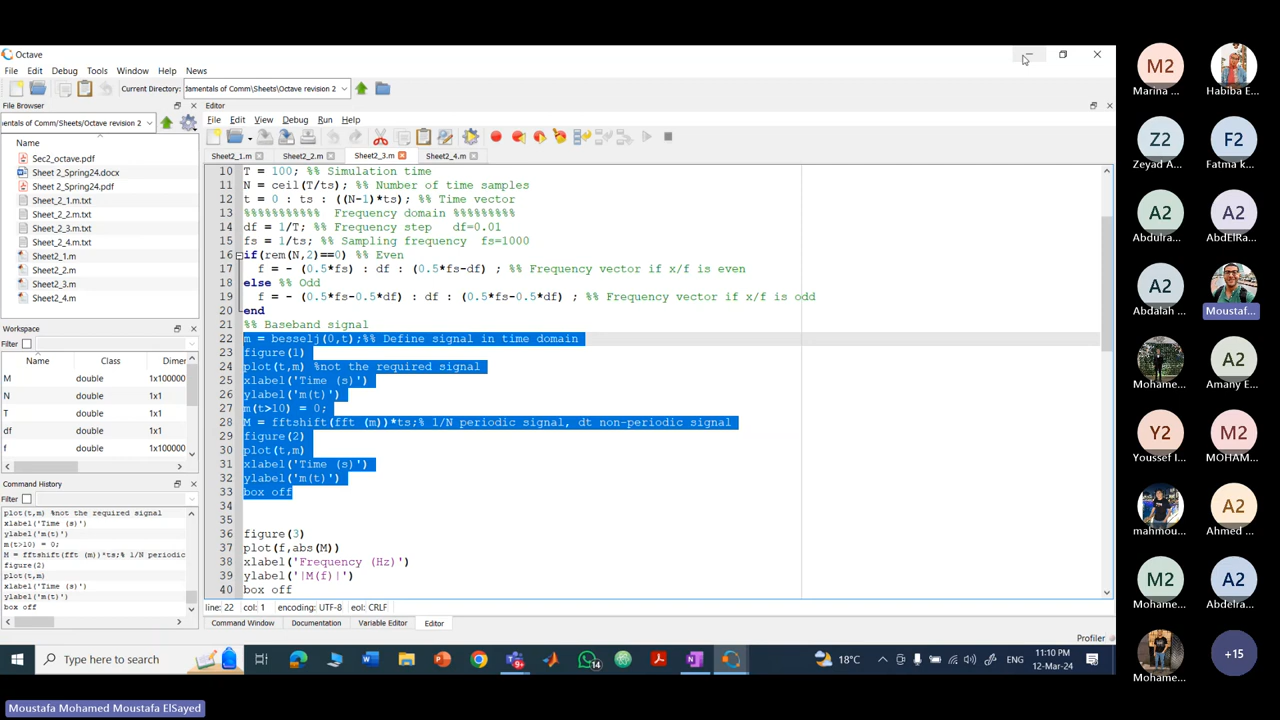 Octave
File Edit Debug Tools Window Help News
Current Directory: damentals of Comm\Sheets\Octave revision 2
File Browser
entals of Comm/Sheets/Octave revision 2
Name
Sec2_octave.pdf
Sheet 2_Spring24.docx
Sheet 2_Spring24.pdf
Sheet_2_1.m.txt
Sheet_2_2.m.txt
Sheet_2_3.m.txt
Sheet_2_4.m.txt
Sheet2_1.m
Sheet2_2.m
Sheet2_3.m
Sheet2_4.m
Workspace
Filter
Name Class Dimer
M double 1x100000
N double 1x1
T double 1x1
df double 1x1
f double 1x100000
Command History
Filter
plot(t,m) %not the required signal
xlabel('Time (s)')
ylabel('m(t)')
m(t>10) = 0;
M = fftshift(fft (m))*ts;% 1/N periodic
figure(2)
plot(t,m)
xlabel('Time (s)')
ylabel('m(t)')
box off
Editor
File Edit View Debug Run Help
Sheet2_1.m Sheet2_2.m Sheet2_3.m Sheet2_4.m
10 T = 100; %% Simulation time
11 N = ceil(T/ts); %% Number of time samples
12 t = 0 : ts : ((N-1)*ts); %% Time vector
13 %%%%%%%%%%% Frequency domain %%%%%%%%%
14 df = 1/T; %% Frequency step df=0.01
15 fs = 1/ts; %% Sampling frequency fs=1000
16 if(rem(N,2)==0) %% Even
17 f = - (0.5*fs) : df : (0.5*fs-df) ; %% Frequency vector if x/f is even
18 else %% Odd
19 f = - (0.5*fs-0.5*df) : df : (0.5*fs-0.5*df) ; %% Frequency vector if x/f is odd
20 end
21 %% Baseband signal
22 m = besselj(0,t);%% Define signal in time domain
23 figure(1)
24 plot(t,m) %not the required signal
25 xlabel('Time (s)')
26 ylabel('m(t)')
27 m(t>10) = 0;
28 M = fftshift(fft (m))*ts;% 1/N periodic signal, dt non-periodic signal
29 figure(2)
30 plot(t,m)
31 xlabel('Time (s)')
32 ylabel('m(t)')
33 box off
34
35
36 figure(3)
37 plot(f,abs(M))
38 xlabel('Frequency (Hz)')
39 ylabel('|M(f)|')
40 box off
line: 22 col: 1 encoding: UTF-8 eol: CRLF
Command Window Documentation Variable Editor Editor
Profiler
Type here to search
14
18°C
ENG
11:10 PM
12-Mar-24
M2
Marina ... Habiba E...
Z2 F2
Zeyad A... Fatma k...
A2 A2
Abdulra... AbdElRa...
A2
Abdalah ... Moustaf...
A2
Mohame... Amany E...
Y2 M2
Youssef I... MOHAM...
A2
mahmou... Ahmed ...
M2 A2
Mohame... Abdelra...
+15
Mohame...
Moustafa Mohamed Moustafa ElSayed